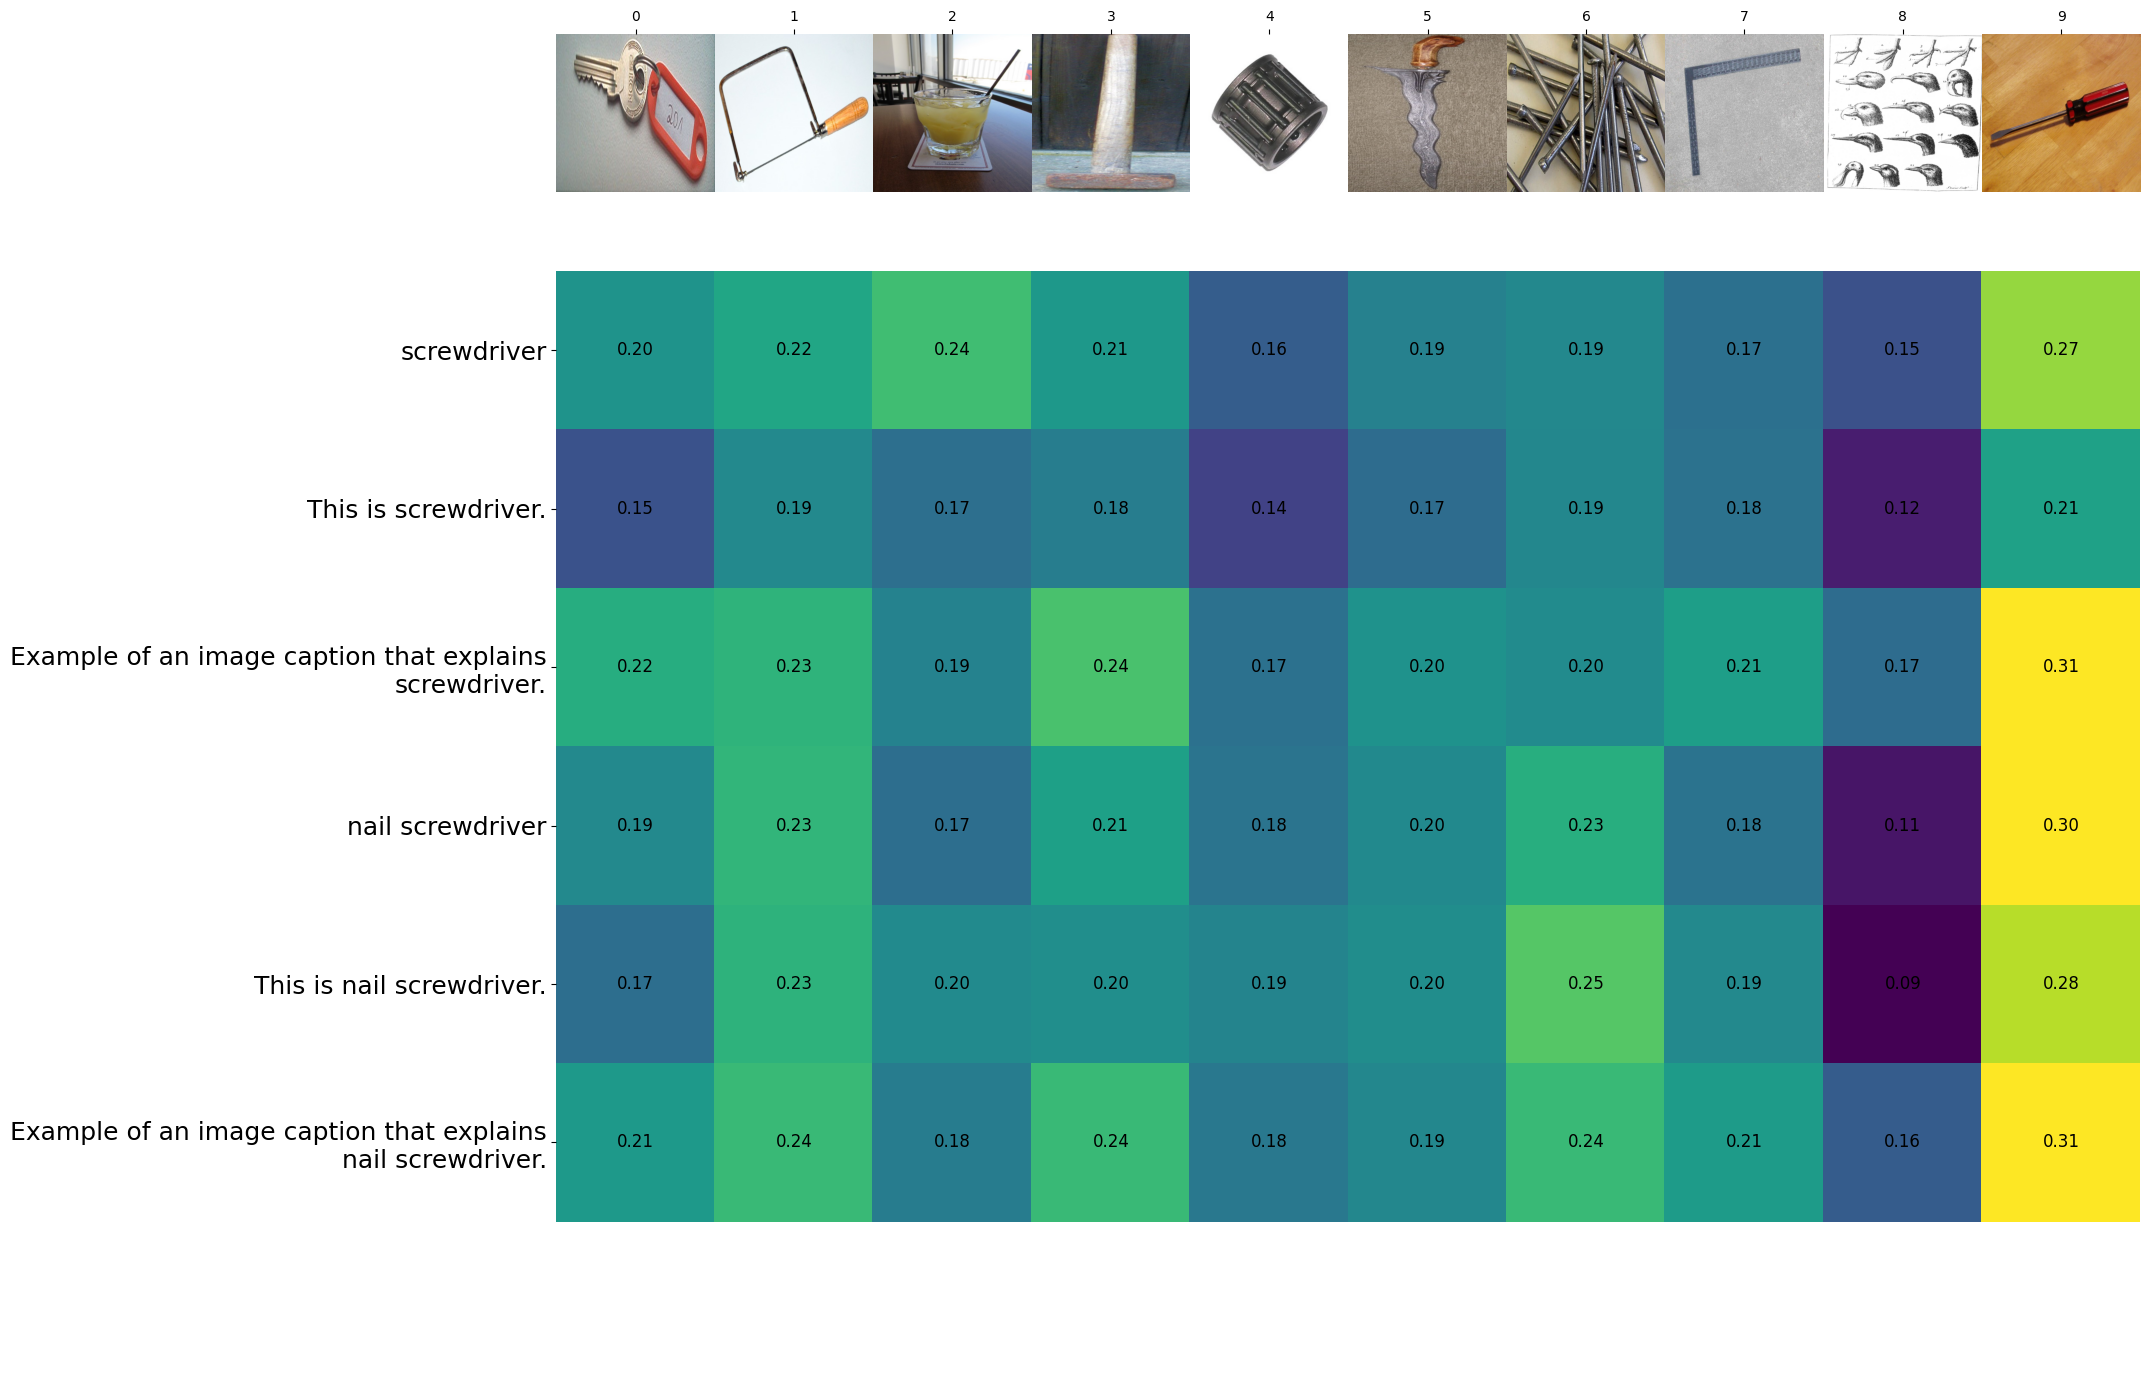 0 1 2 3 4 5 6 7 8 9
201
screwdriver 0.20 0.22 0.24 0.21 0.16 0.19 0.19 0.17 0.15 0.27
This is screwdriver. 0.15 0.19 0.17 0.18 0.14 0.17 0.19 0.18 0.12 0.21
Example of an image caption that explains
screwdriver. 0.22 0.23 0.19 0.24 0.17 0.20 0.20 0.21 0.17 0.31
nail screwdriver 0.19 0.23 0.17 0.21 0.18 0.20 0.23 0.18 0.11 0.30
This is nail screwdriver. 0.17 0.23 0.20 0.20 0.19 0.20 0.25 0.19 0.09 0.28
Example of an image caption that explains
nail screwdriver. 0.21 0.24 0.18 0.24 0.18 0.19 0.24 0.21 0.16 0.31